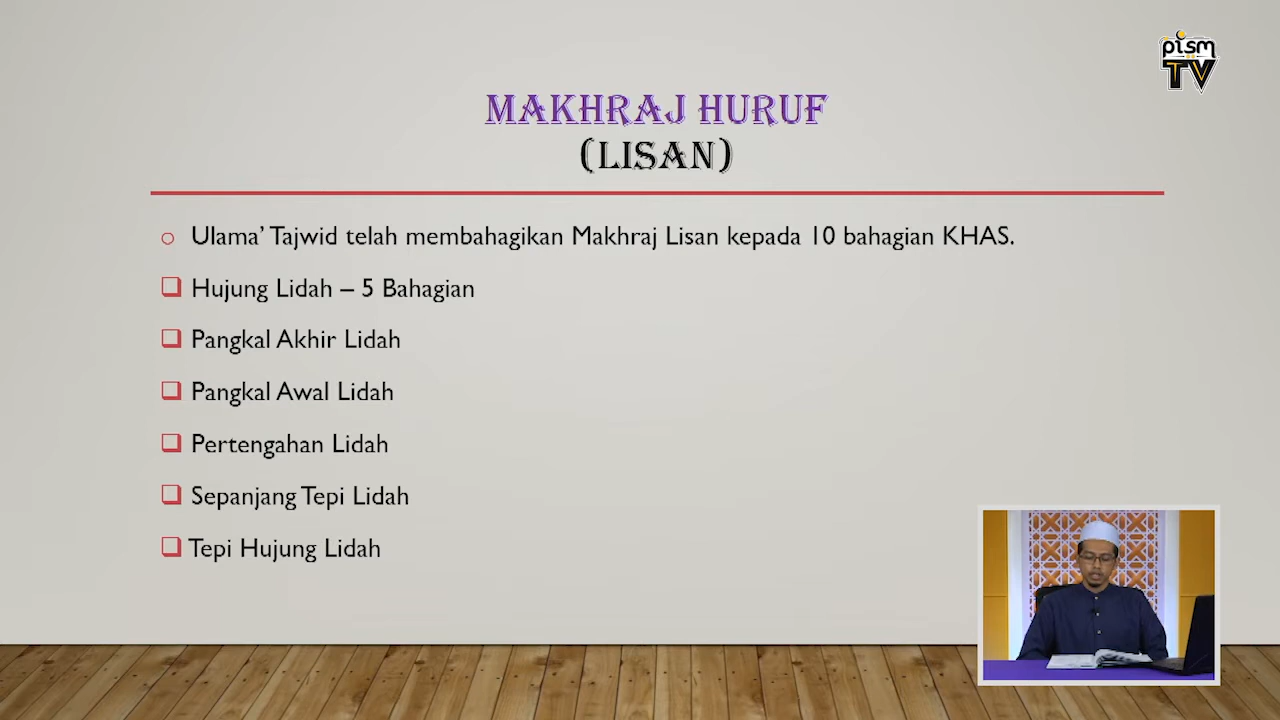 pism
TV
MAKHRAJ HURUF
(LISAN)
Ulama’ Tajwid telah membahagikan Makhraj Lisan kepada 10 bahagian KHAS.
Hujung Lidah – 5 Bahagian
Pangkal Akhir Lidah
Pangkal Awal Lidah
Pertengahan Lidah
Sepanjang Tepi Lidah
Tepi Hujung Lidah